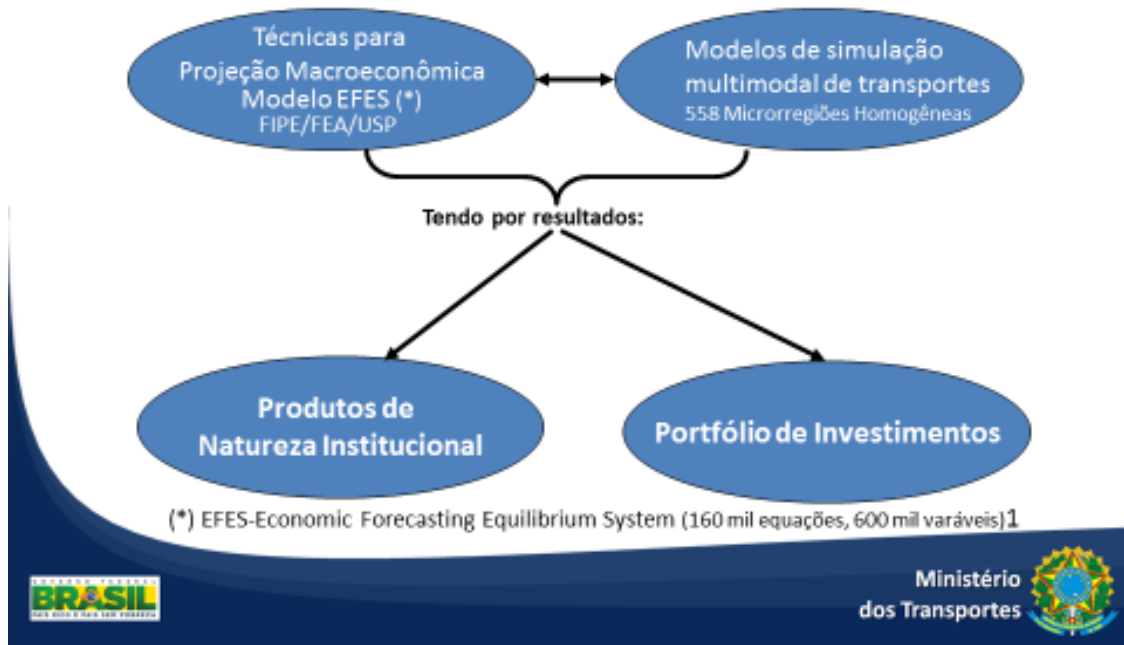 Técnicas para
Projeção Macroeconômica
Modelo EFES (*)
FIPE/FEA/USP
Modelos de simulação
multimodal de transportes
558 Microrregiões Homogêneas
Tendo por resultados:
Produtos de
Natureza Institucional
Portfólio de Investimentos
(*) EFES-Economic Forecasting Equilibrium System (160 mil equações, 600 mil varáveis)1
GOVERNO FEDERAL
BRASIL
Ministério
dos Transportes